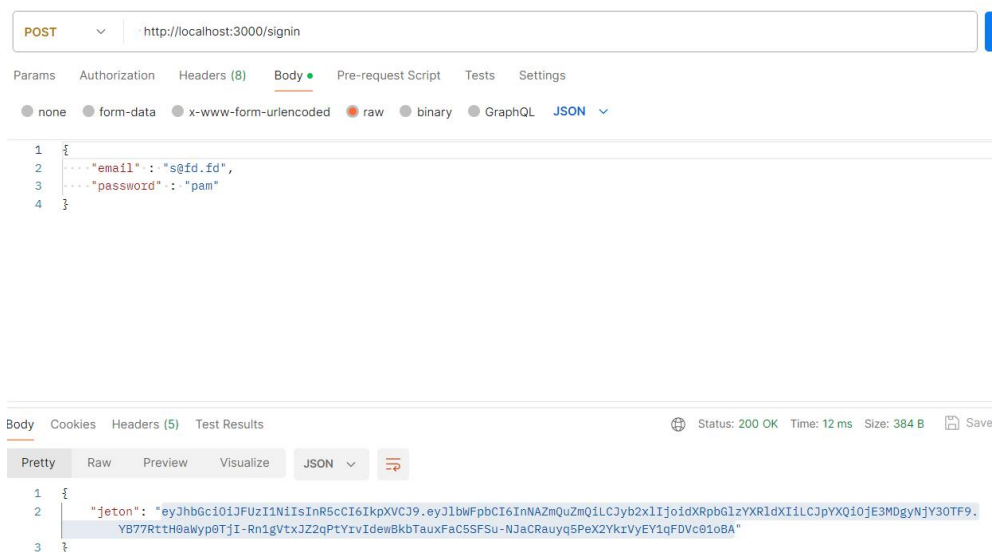 POST http://localhost:3000/signin
Params Authorization Headers (8) Body Pre-request Script Tests Settings
none form-data x-www-form-urlencoded raw binary GraphQL JSON
1 {
2 "email" : "s@fd.fd",
3 "password" : "pam"
4 }
Body Cookies Headers (5) Test Results Status: 200 OK Time: 12 ms Size: 384 B Save
Pretty Raw Preview Visualize JSON
1 {
2 "jeton": "eyJhbGciOiJFUzI1NiIsInR5cCI6IkpXVCJ9.eyJlbWFpbCI6InNAZmQuZmQiLCJyb2xlIjoidXRpbGlzYXRldXIiLCJpYXQiOjE3MDgyNjY3OTF9.
YB77RttH0aWyp0TjI-Rn1gVtxJZ2qPtYrvIdewBkbTauxFaC5SFSu-NJaCRauyq5PeX2YkrVyEY1qFDVc01oBA"
3 }